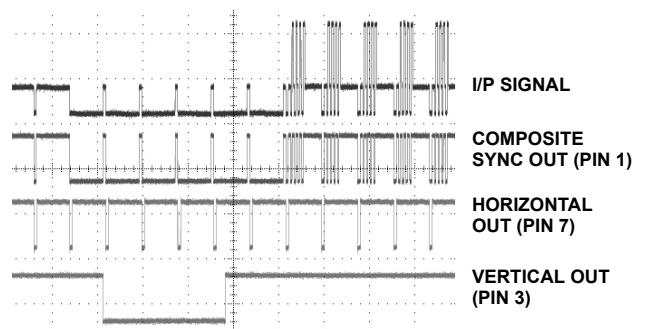 I/P SIGNAL
COMPOSITE
SYNC OUT (PIN 1)
HORIZONTAL
OUT (PIN 7)
VERTICAL OUT
(PIN 3)